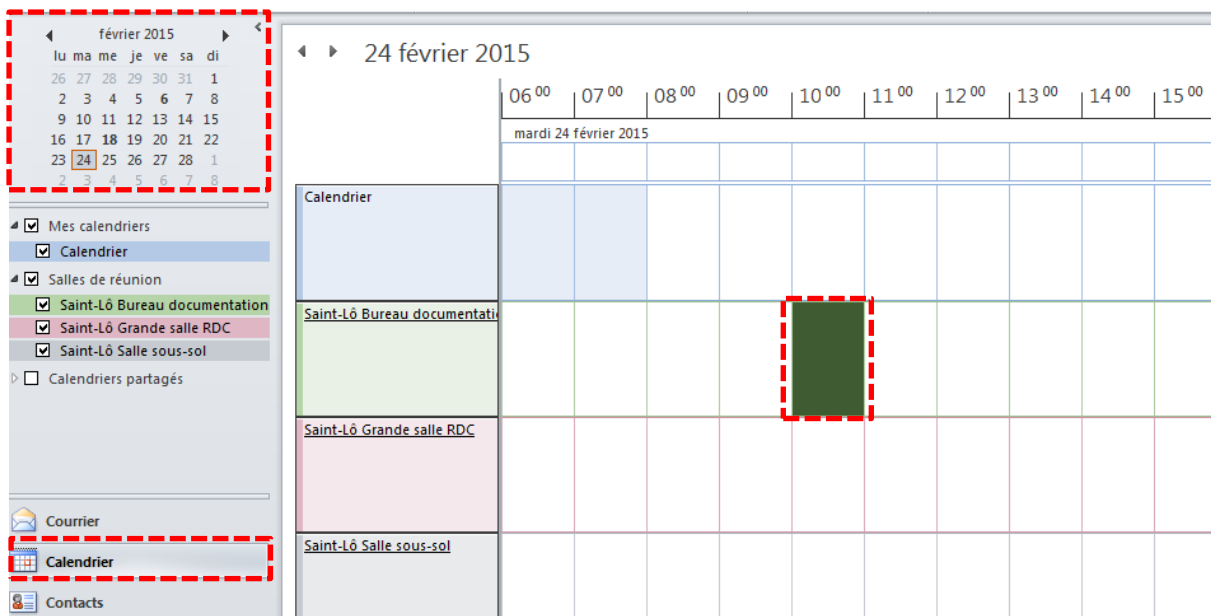 février 2015
lu ma me je ve sa di
26 27 28 29 30 31 1
2 3 4 5 6 7 8
9 10 11 12 13 14 15
16 17 18 19 20 21 22
23 24 25 26 27 28 1
2 3 4 5 6 7 8
Mes calendriers
Calendrier
Salles de réunion
Saint-Lô Bureau documentation
Saint-Lô Grande salle RDC
Saint-Lô Salle sous-sol
Calendriers partagés
Courrier
Calendrier
Contacts
24 février 2015
06 00 07 00 08 00 09 00 10 00 11 00 12 00 13 00 14 00 15 00
mardi 24 février 2015
Calendrier
Saint-Lô Bureau documentati
Saint-Lô Grande salle RDC
Saint-Lô Salle sous-sol